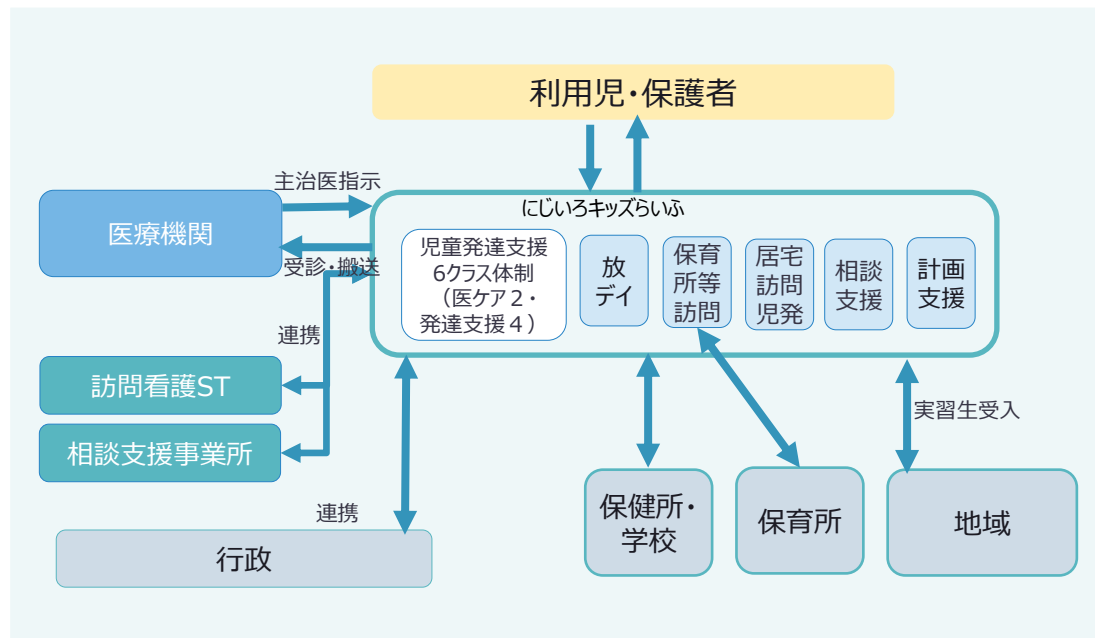 利用児・保護者
主治医指示
にじいろキッズらいふ
医療機関
児童発達支援
6クラス体制
（医ケア２・
発達支援４）
放
デイ
保育
所等
訪問
居宅
訪問
児発
相談
支援
計画
支援
受診・搬送
連携
訪問看護ST
相談支援事業所
実習生受入
連携
行政
保健所・
学校
保育所
地域